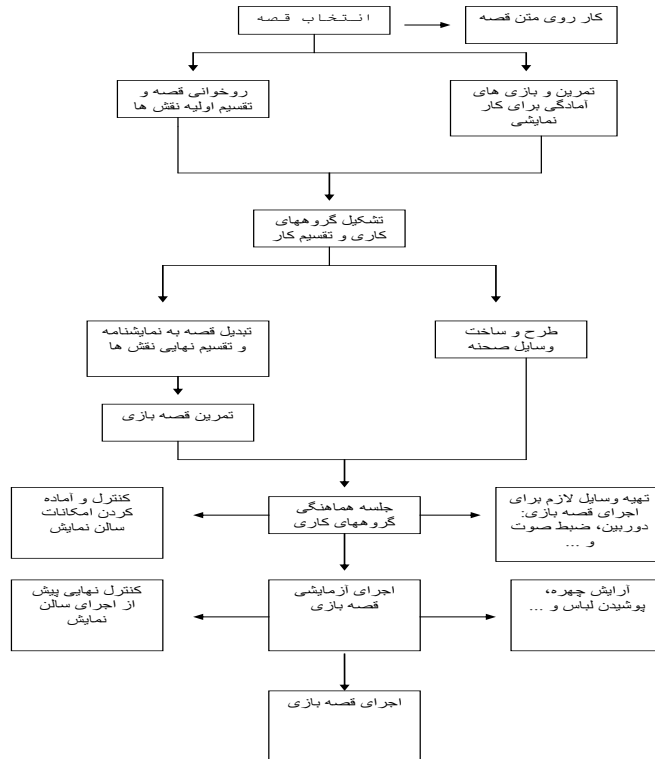 انتخاب قصه
کار روی متن قصه
تمرین و بازی های
آمادگی برای کار
نمایشی
روخوانی قصه و
تقسیم اولیه نقش ها
تشکیل گروههای
کاری و تقسیم کار
طرح و ساخت
وسایل صحنه
تبدیل قصه به نمایشنامه
و تقسیم نهایی نقش ها
تمرین قصه بازی
تهیه وسایل لازم برای
اجرای قصه بازی:
دوربین، ضبط صوت
و ...
جلسه هماهنگی
گروههای کاری
کنترل و آماده
کردن امکانات
سالن نمایش
آرایش چهره،
پوشیدن لباس و ...
اجرای آزمایشی
قصه بازی
کنترل نهایی پیش
از اجرای سالن
نمایش
اجرای قصه بازی